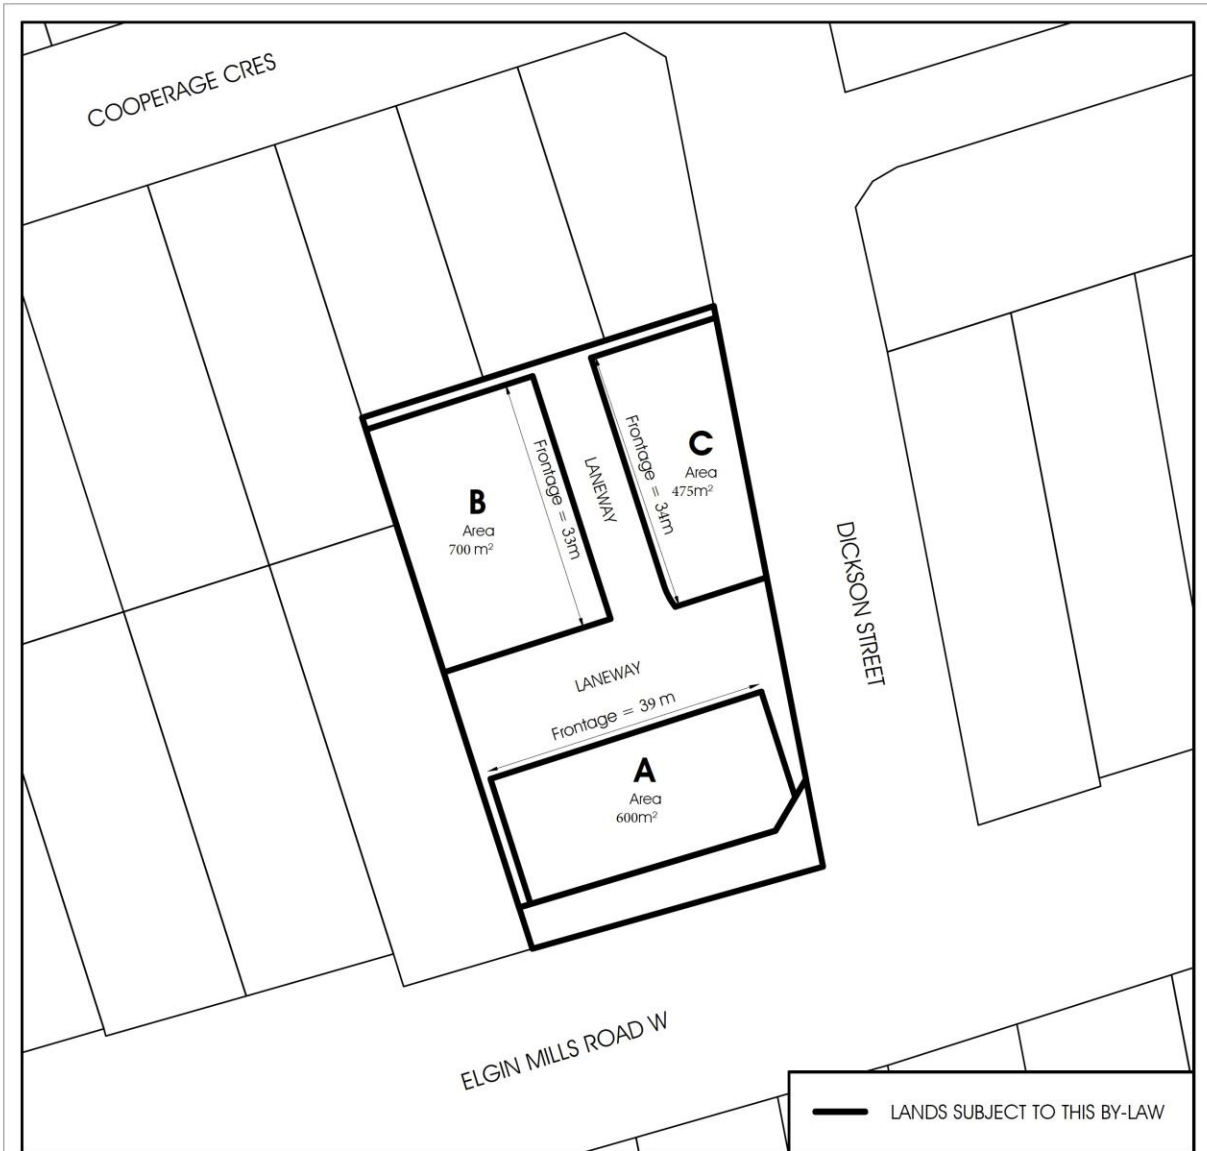 COOPERAGE CRES
C
Area
475m²
Frontage = 34m
B
Area
700 m²
Frontage = 33m
LANEWAY
DICKSON STREET
LANEWAY
Frontage = 39 m
A
Area
600m²
ELGIN MILLS ROAD W
LANDS SUBJECT TO THIS BY-LAW